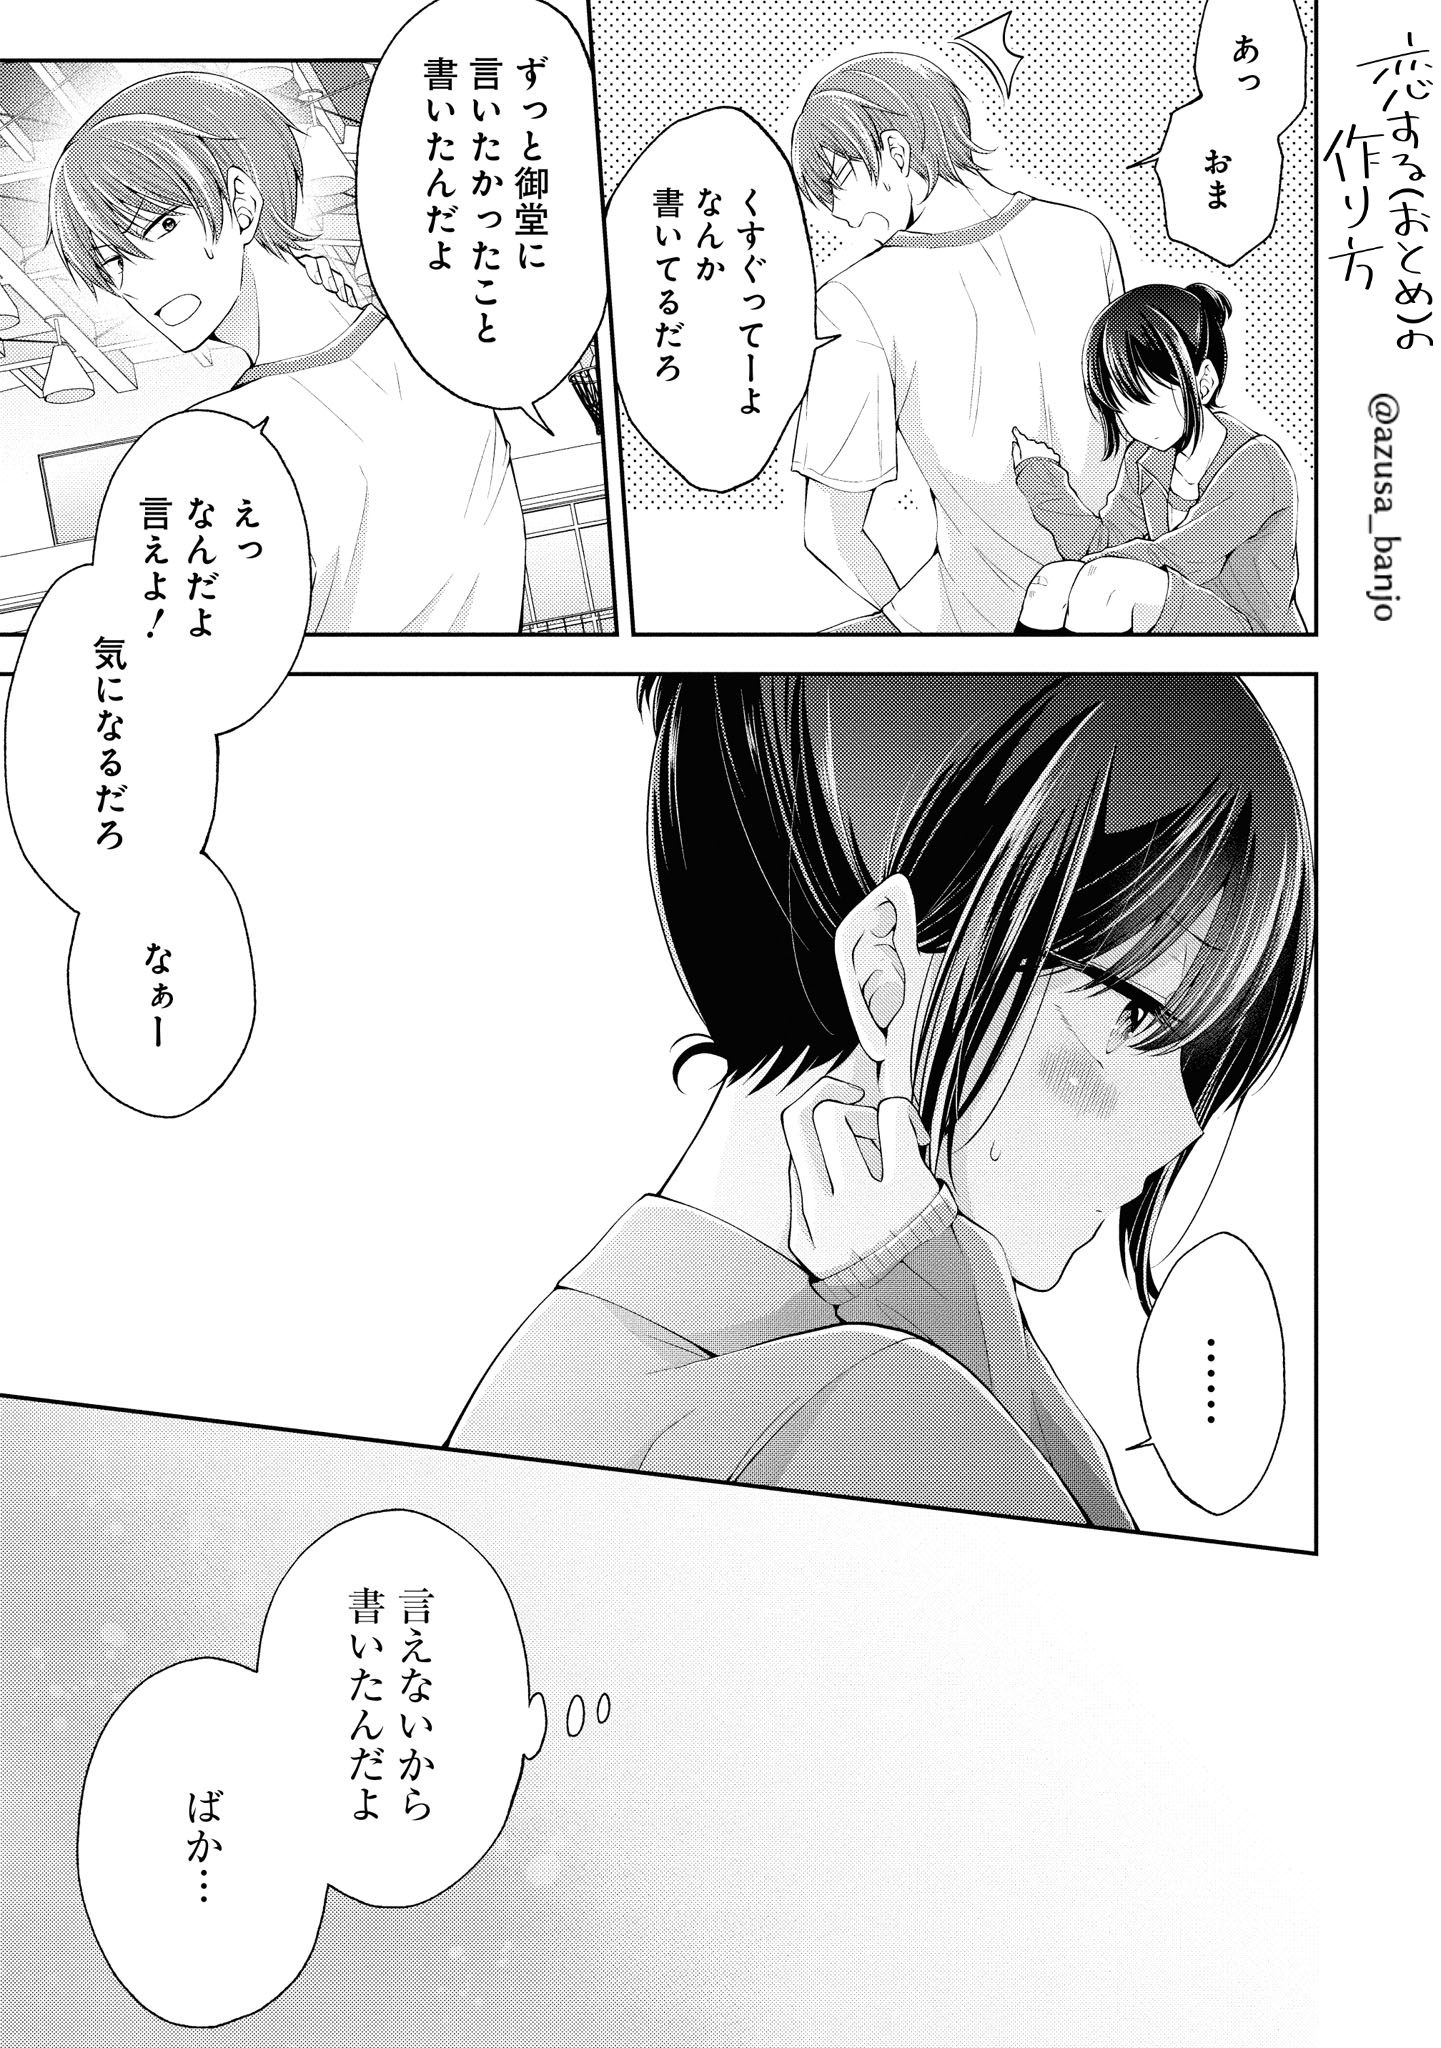 恋する(おとめ)の
作り方
@azusa_banjo
あっ
おま
くすぐってーよ
なんか
書いてるだろ
ずっと御堂に
言いたかったこと
書いたんだよ
えっ
なんだよ
言えよ!
気になるだろ
なぁー
……
言えないから
書いたんだよ
ばか…